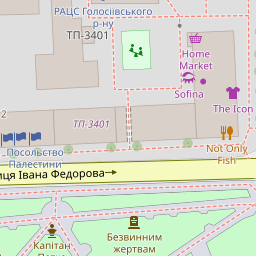 РАЦС Голосіївського
р-ну
ТП-3401
Home
Market
Sofina
The Icon
2
ТП-3401
Not Only
Fish
Посольство
Палестини
иця Івана Федорова→
Капітан
Безвинним
жертвам